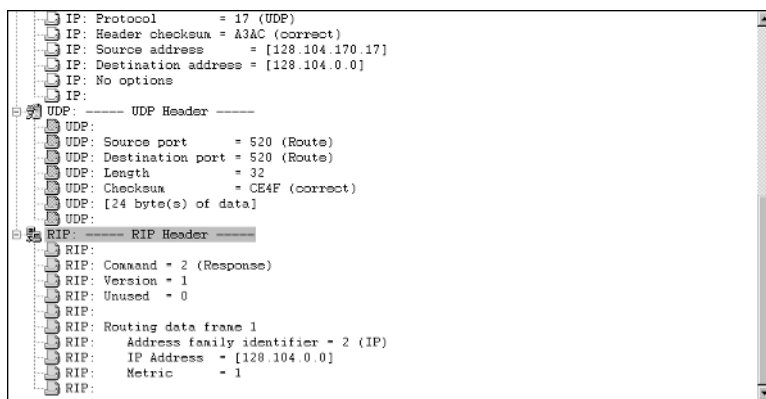 IP: Protocol = 17 (UDP)
IP: Header checksum = A3AC (correct)
IP: Source address = [128.104.170.17]
IP: Destination address = [128.104.0.0]
IP: No options
IP:
UDP: ----- UDP Header -----
UDP:
UDP: Source port = 520 (Route)
UDP: Destination port = 520 (Route)
UDP: Length = 32
UDP: Checksum = CE4F (correct)
UDP: [24 byte(s) of data]
UDP:
RIP: ----- RIP Header -----
RIP:
RIP: Command = 2 (Response)
RIP: Version = 1
RIP: Unused = 0
RIP:
RIP: Routing data frame 1
RIP: Address family identifier = 2 (IP)
RIP: IP Address = [128.104.0.0]
RIP: Metric = 1
RIP: